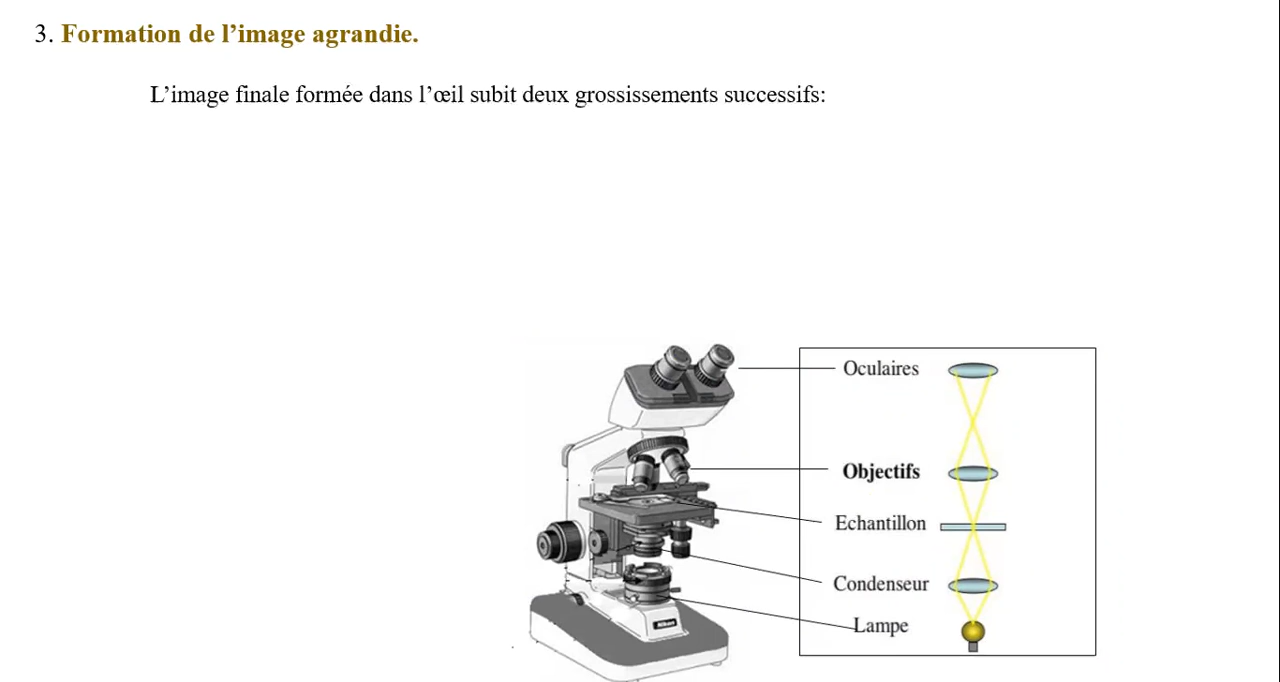 3. Formation de l’image agrandie.
L’image finale formée dans l’œil subit deux grossissements successifs:
Oculaires
Objectifs
Echantillon
Condenseur
Lampe
Nikon